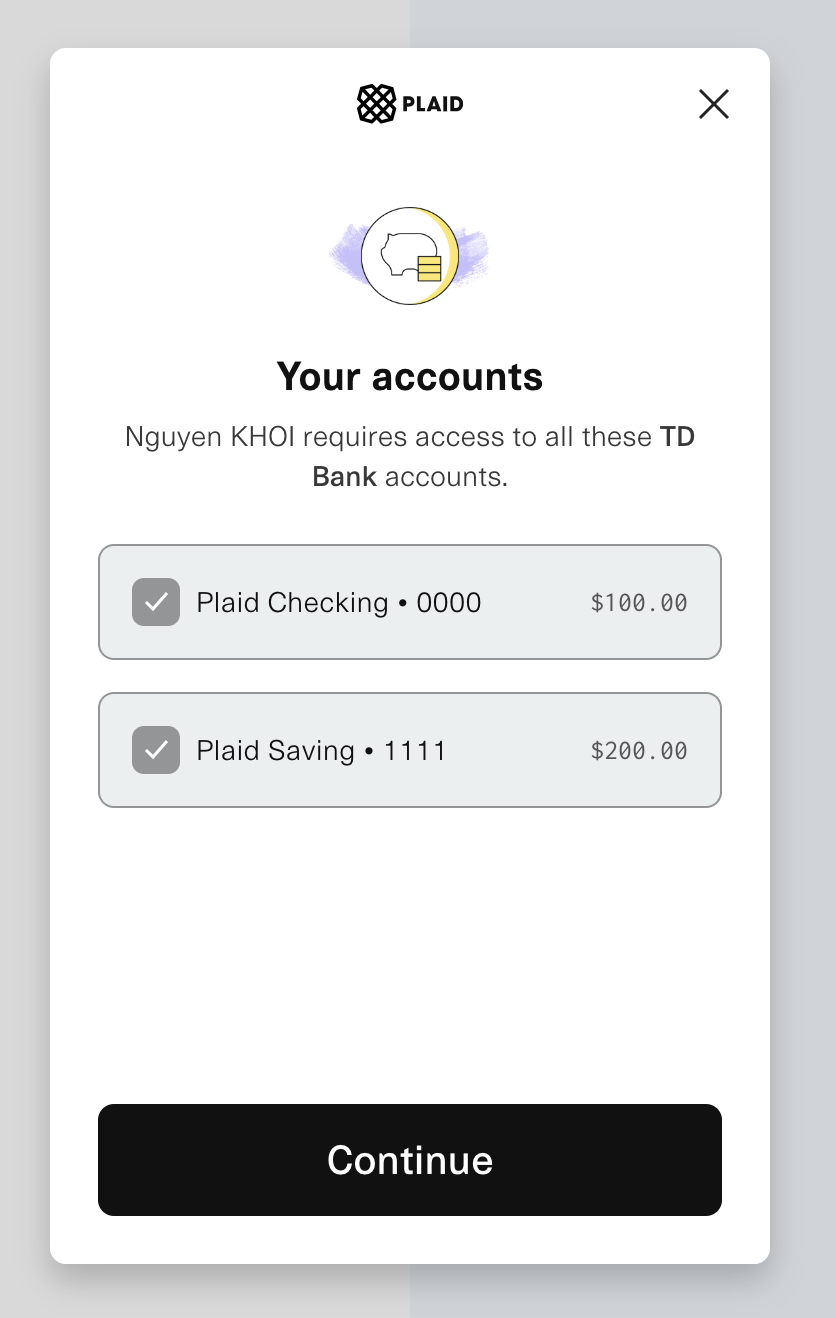 PLAID
Your accounts
Nguyen KHOI requires access to all these TD
Bank accounts.
Plaid Checking • 0000 $100.00
Plaid Saving • 1111 $200.00
Continue